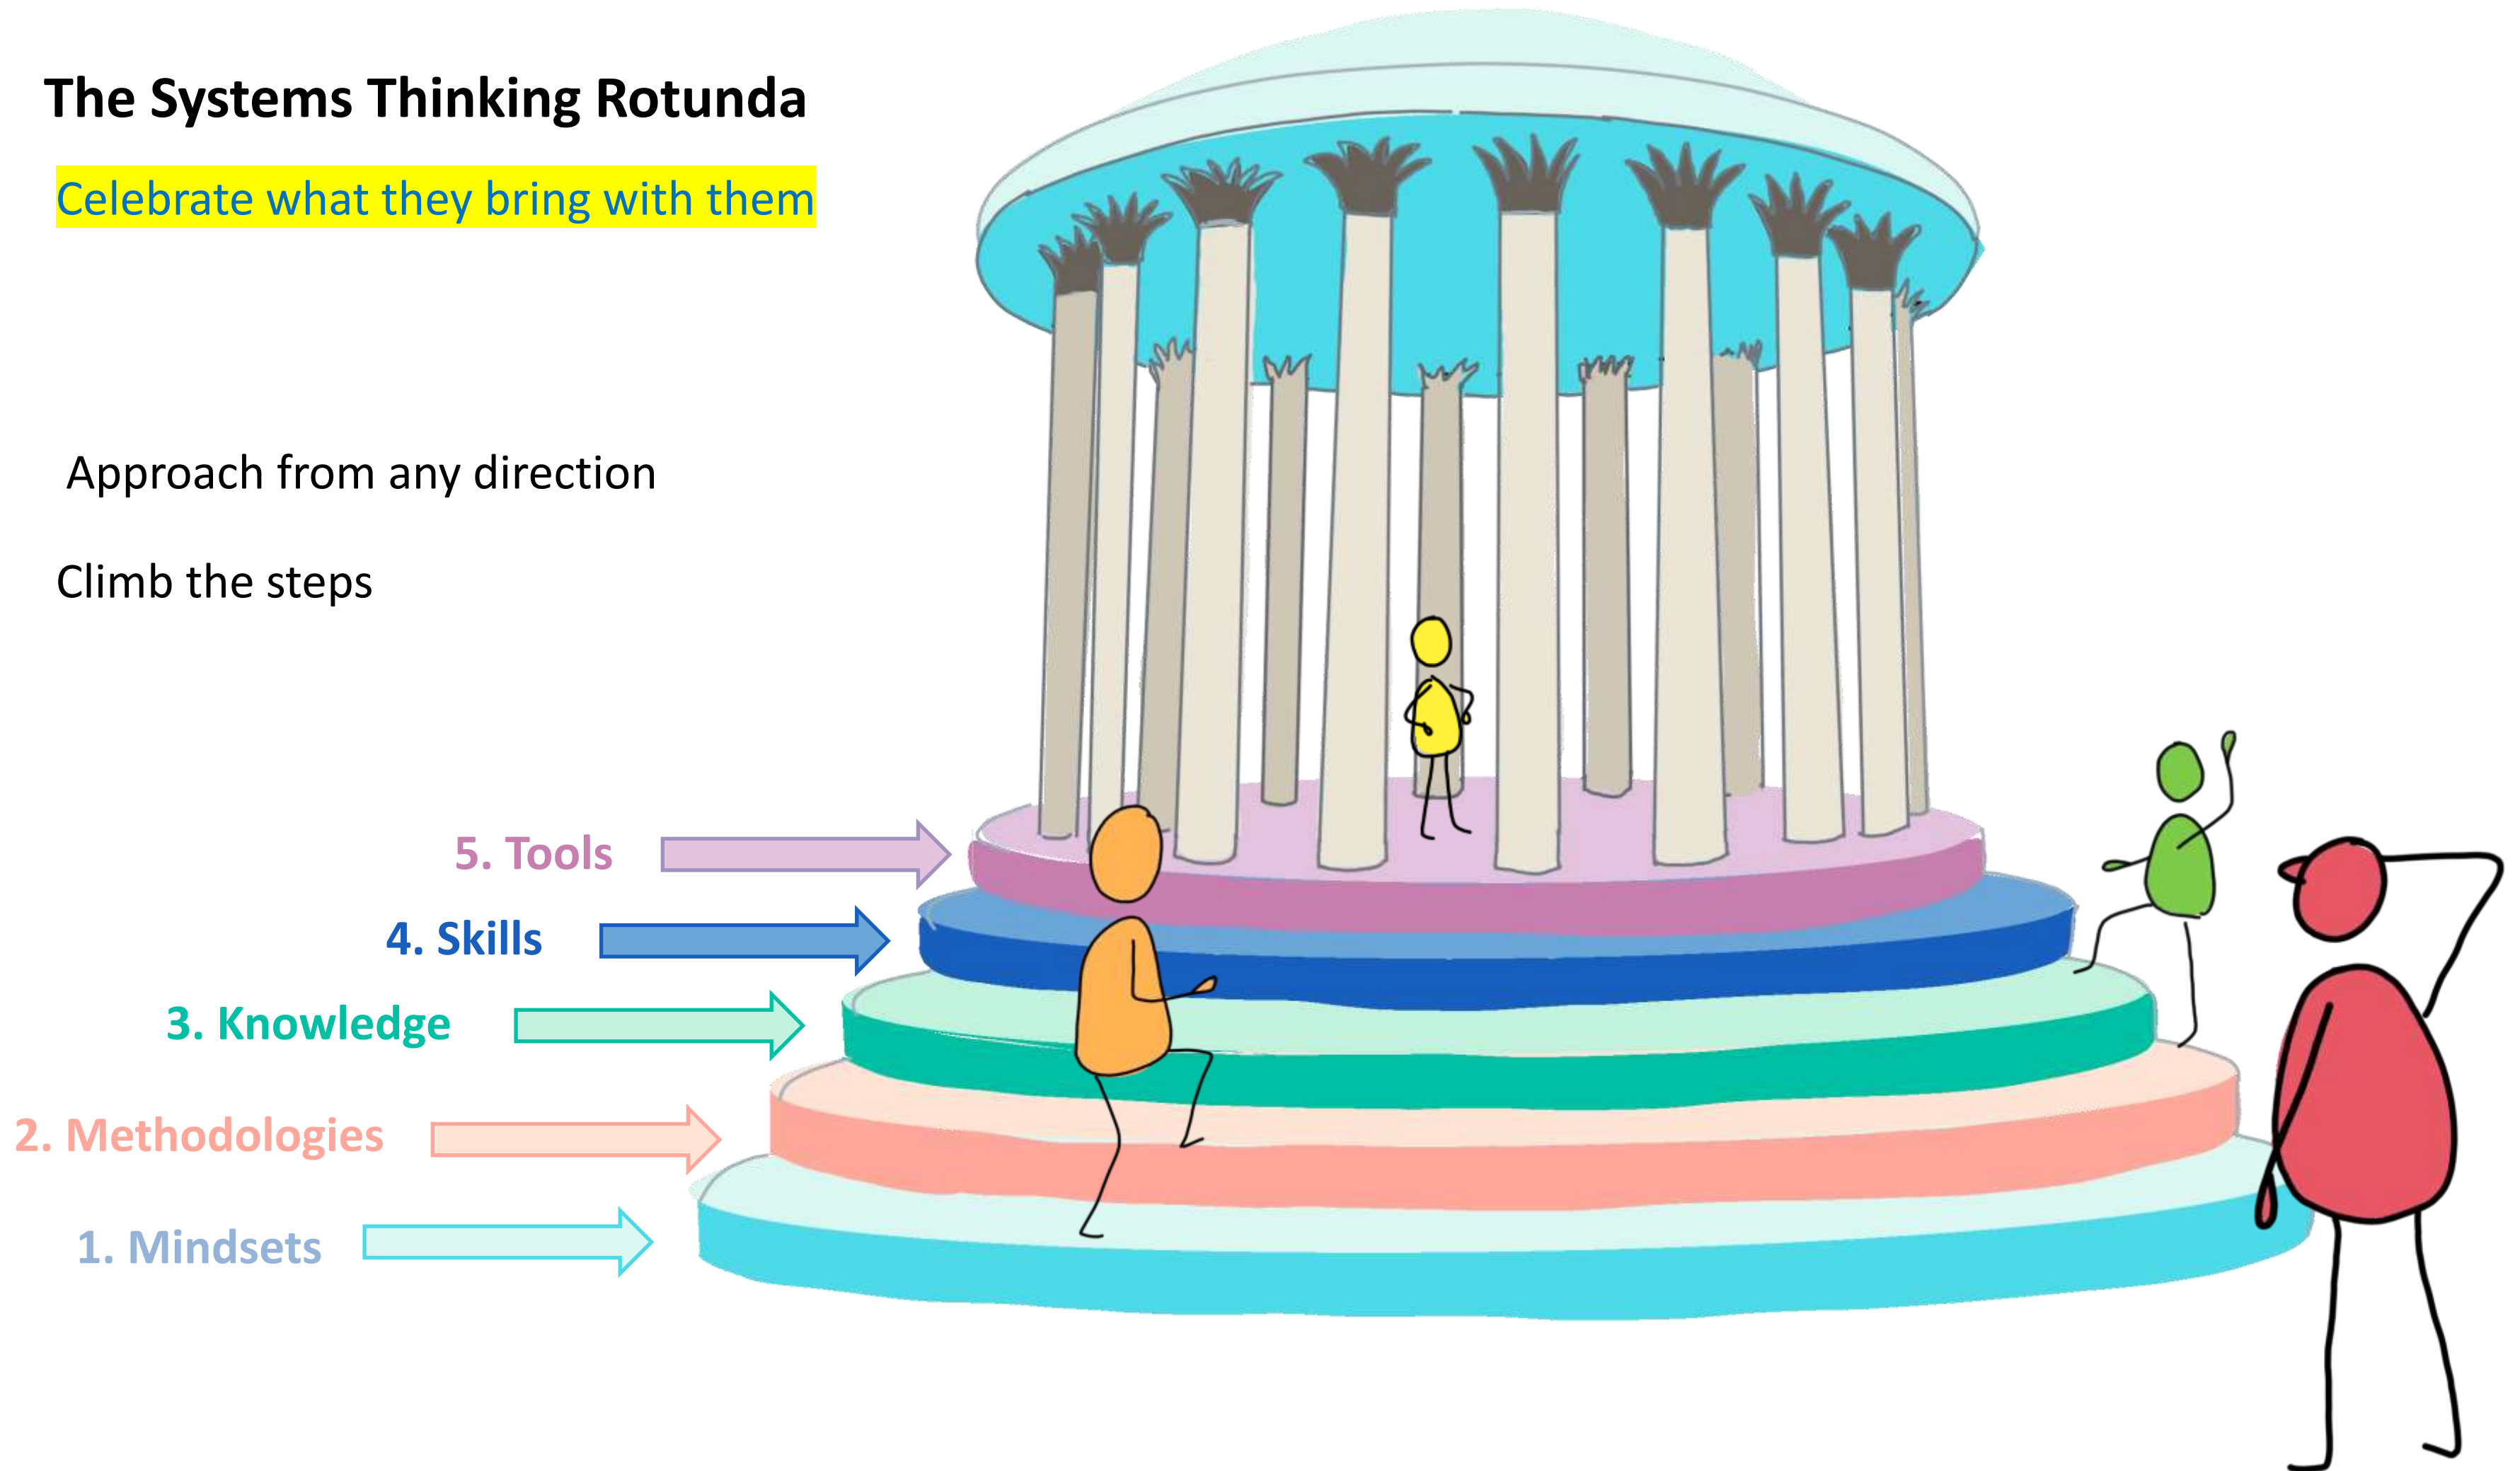 The Systems Thinking Rotunda
Celebrate what they bring with them
Approach from any direction
Climb the steps
5. Tools
4. Skills
3. Knowledge
2. Methodologies
1. Mindsets